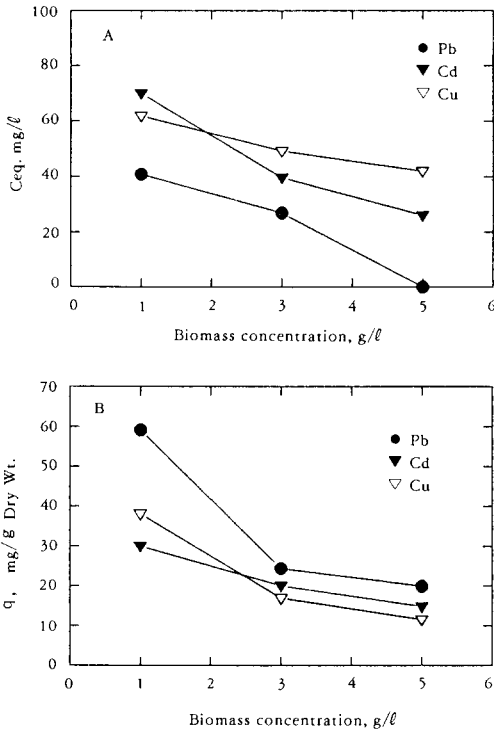 A
Pb
Cd
Cu
Ceq. mg/ℓ
100
80
60
40
20
0
0 1 2 3 4 5 6
Biomass concentration, g/ℓ
B
Pb
Cd
Cu
q , mg/g Dry Wt.
70
60
50
40
30
20
10
0
0 1 2 3 4 5 6
Biomass concentration, g/ℓ